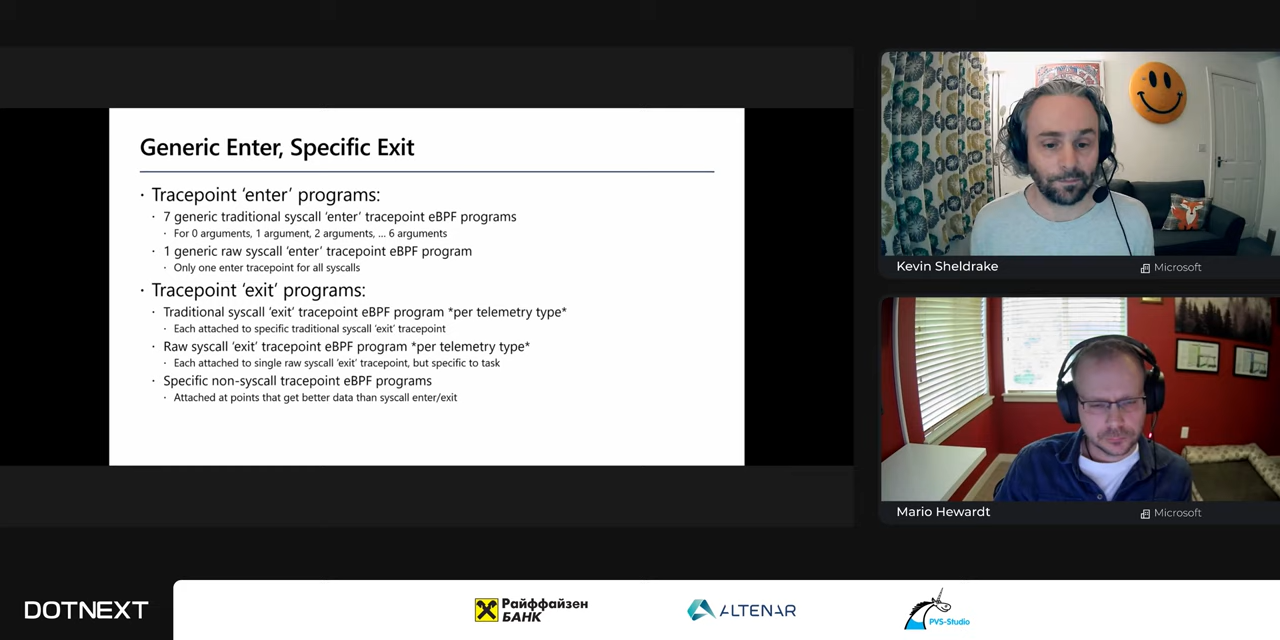 Generic Enter, Specific Exit
· Tracepoint ‘enter’ programs:
· 7 generic traditional syscall ‘enter’ tracepoint eBPF programs
· For 0 arguments, 1 argument, 2 arguments, … 6 arguments
· 1 generic raw syscall ‘enter’ tracepoint eBPF program
· Only one enter tracepoint for all syscalls
· Tracepoint ‘exit’ programs:
· Traditional syscall ‘exit’ tracepoint eBPF program *per telemetry type*
· Each attached to specific traditional syscall ‘exit’ tracepoint
· Raw syscall ‘exit’ tracepoint eBPF program *per telemetry type*
· Each attached to single raw syscall ‘exit’ tracepoint, but specific to task
· Specific non-syscall tracepoint eBPF programs
· Attached at points that get better data than syscall enter/exit
Kevin Sheldrake
Microsoft
Mario Hewardt
Microsoft
DOTNEXT
Райффайзен
БАНК
ALTENAR
PVS-Studio